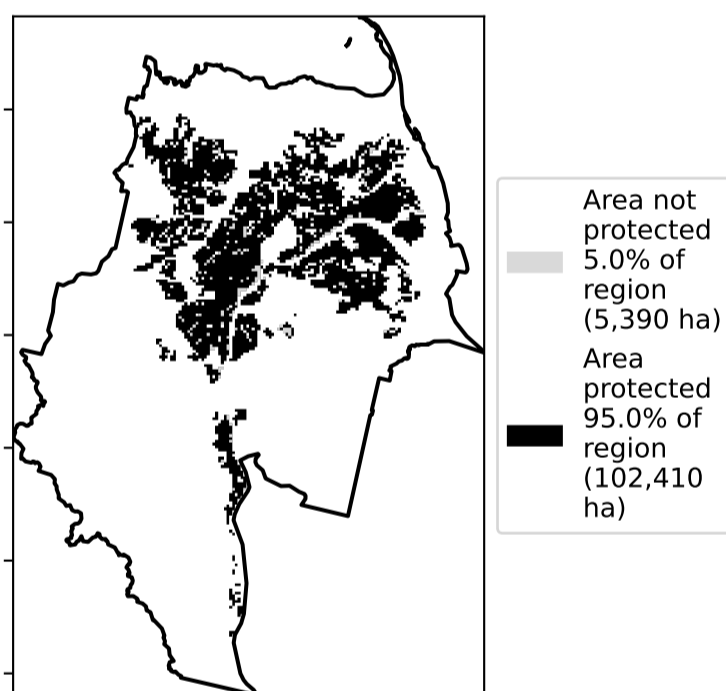 Area not
protected
5.0% of
region
(5,390 ha)
Area
protected
95.0% of
region
(102,410
ha)